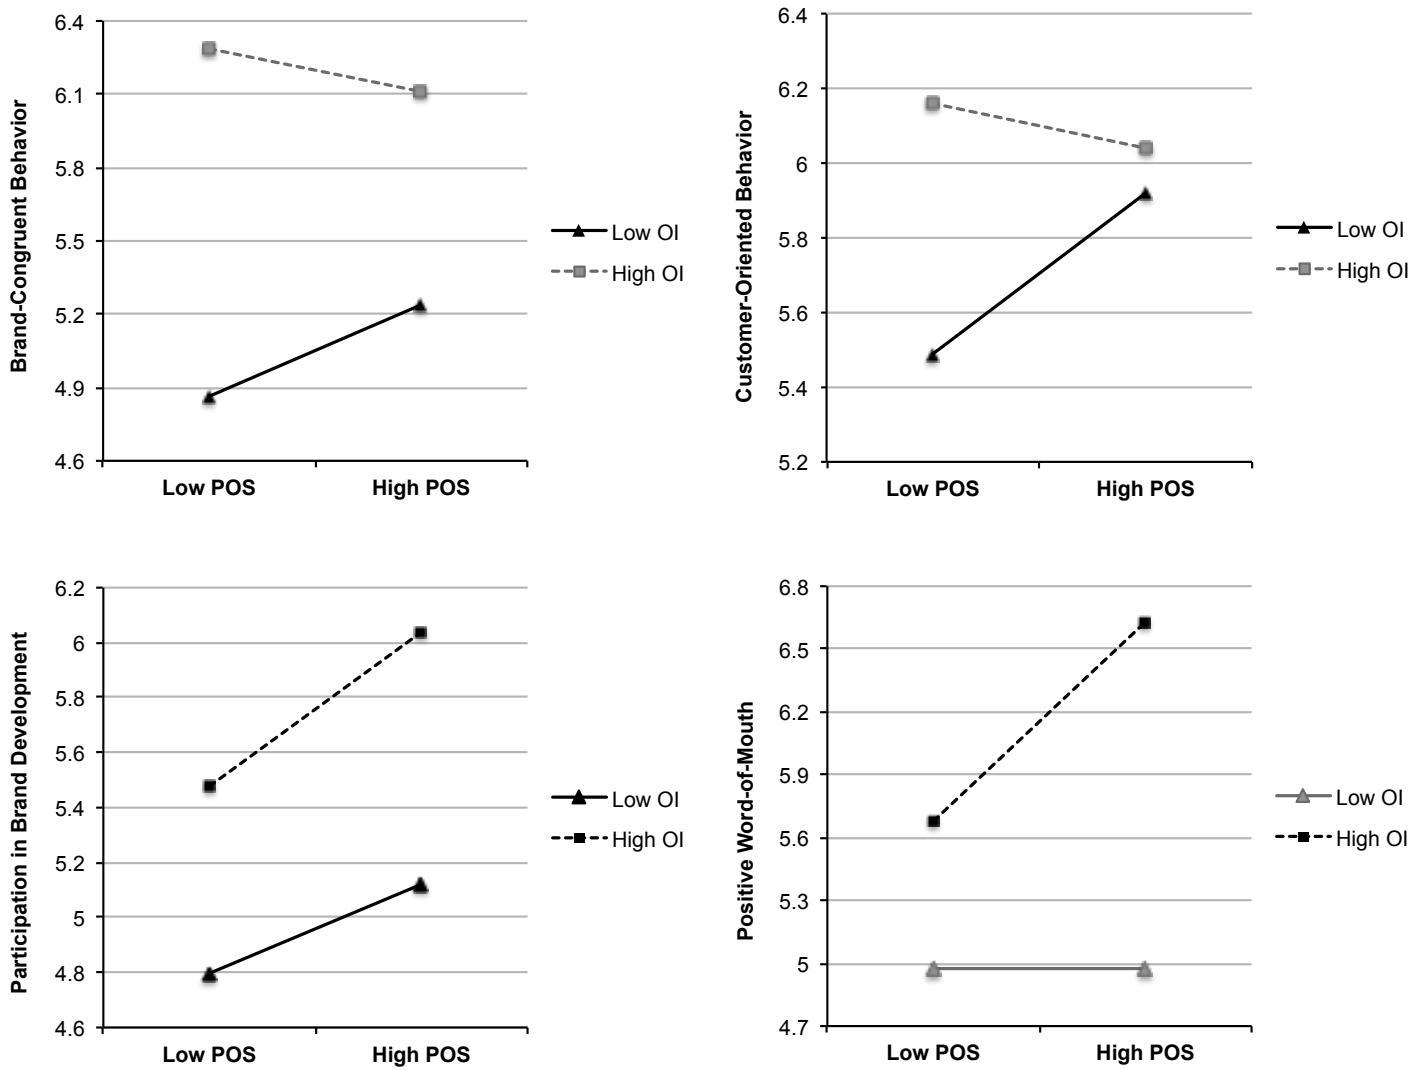 Brand-Congruent Behavior
6.4
6.1
5.8
5.5
5.2
4.9
4.6
Low POS
High POS
Low OI
High OI
Customer-Oriented Behavior
6.4
6.2
6
5.8
5.6
5.4
5.2
Low POS
High POS
Low OI
High OI
Participation in Brand Development
6.2
6
5.8
5.6
5.4
5.2
5
4.8
4.6
Low POS
High POS
Low OI
High OI
Positive Word-of-Mouth
6.8
6.5
6.2
5.9
5.6
5.3
5
4.7
Low POS
High POS
Low OI
High OI